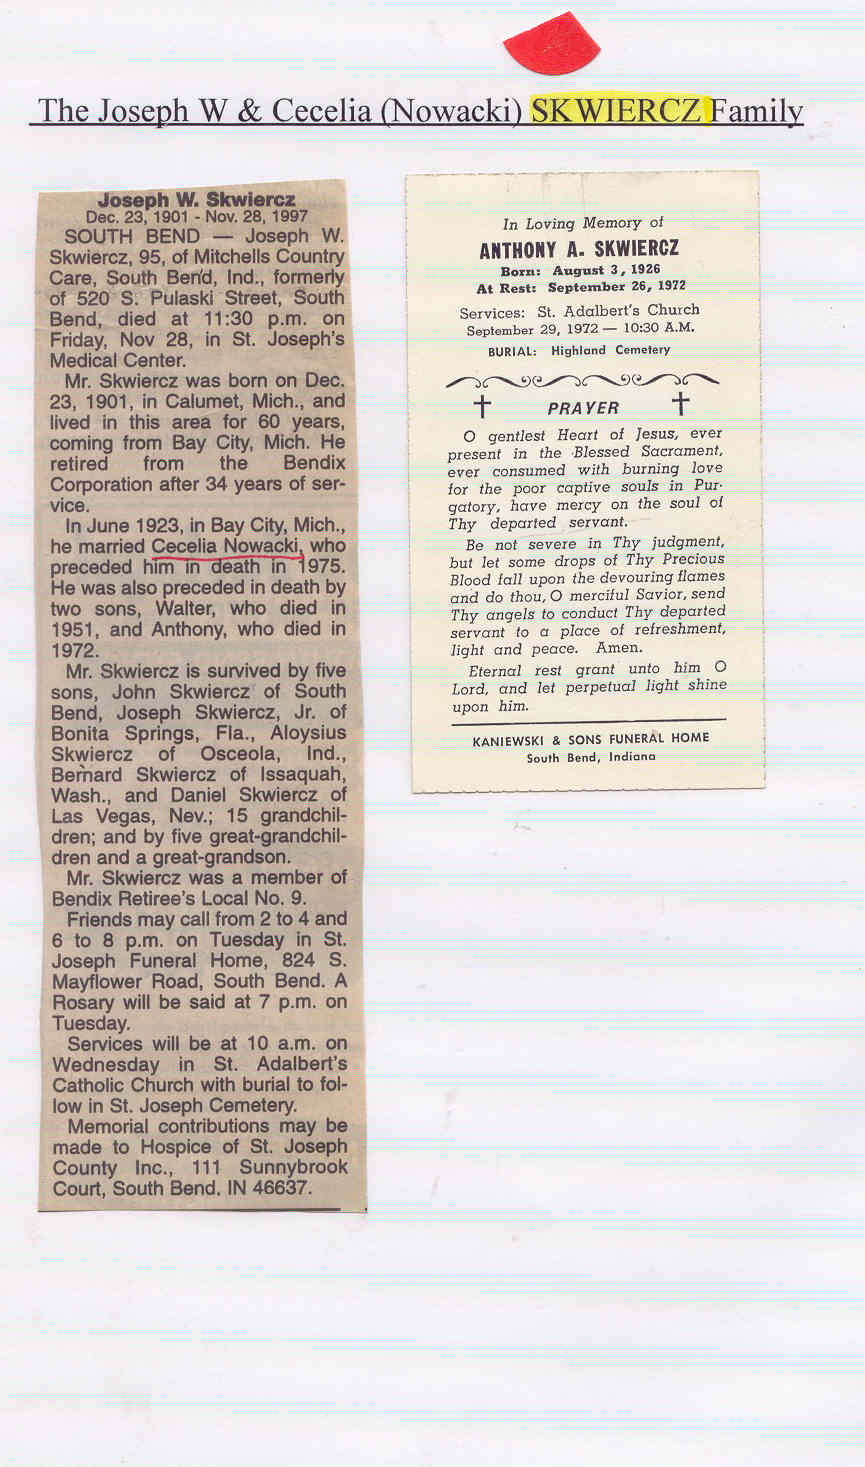 The Joseph W & Cecelia (Nowacki) SKWIERCZ Family
Joseph W. Skwiercz
Dec. 23, 1901 - Nov. 28, 1997
SOUTH BEND — Joseph W.
Skwiercz, 95, of Mitchells Country
Care, South Bend, Ind., formerly
of 520 S. Pulaski Street, South
Bend, died at 11:30 p.m. on
Friday, Nov 28, in St. Joseph's
Medical Center.
Mr. Skwiercz was born on Dec.
23, 1901, in Calumet, Mich., and
lived in this area for 60 years,
coming from Bay City, Mich. He
retired from the Bendix
Corporation after 34 years of ser-
vice.
In June 1923, in Bay City, Mich.,
he married Cecelia Nowacki, who
preceded him in death in 1975.
He was also preceded in death by
two sons, Walter, who died in
1951, and Anthony, who died in
1972.
Mr. Skwiercz is survived by five
sons, John Skwiercz of South
Bend, Joseph Skwiercz, Jr. of
Bonita Springs, Fla., Aloysius
Skwiercz of Osceola, Ind.,
Bernard Skwiercz of Issaquah,
Wash., and Daniel Skwiercz of
Las Vegas, Nev.; 15 grandchil-
dren; and by five great-grandchil-
dren and a great-grandson.
Mr. Skwiercz was a member of
Bendix Retiree's Local No. 9.
Friends may call from 2 to 4 and
6 to 8 p.m. on Tuesday in St.
Joseph Funeral Home, 824 S.
Mayflower Road, South Bend. A
Rosary will be said at 7 p.m. on
Tuesday.
Services will be at 10 a.m. on
Wednesday in St. Adalbert's
Catholic Church with burial to fol-
low in St. Joseph Cemetery.
Memorial contributions may be
made to Hospice of St. Joseph
County Inc., 111 Sunnybrook
Court, South Bend, IN 46637.
In Loving Memory of
ANTHONY A. SKWIERCZ
Born: August 3, 1926
At Rest: September 26, 1972
Services: St. Adalbert's Church
September 29, 1972 — 10:30 A.M.
BURIAL: Highland Cemetery
PRAYER
O gentlest Heart of Jesus, ever
present in the Blessed Sacrament,
ever consumed with burning love
for the poor captive souls in Pur-
gatory, have mercy on the soul of
Thy departed servant.
Be not severe in Thy judgment,
but let some drops of Thy Precious
Blood fall upon the devouring flames
and do thou, O merciful Savior, send
Thy angels to conduct Thy departed
servant to a place of refreshment,
light and peace. Amen.
Eternal rest grant unto him O
Lord, and let perpetual light shine
upon him.
KANIEWSKI & SONS FUNERAL HOME
South Bend, Indiana